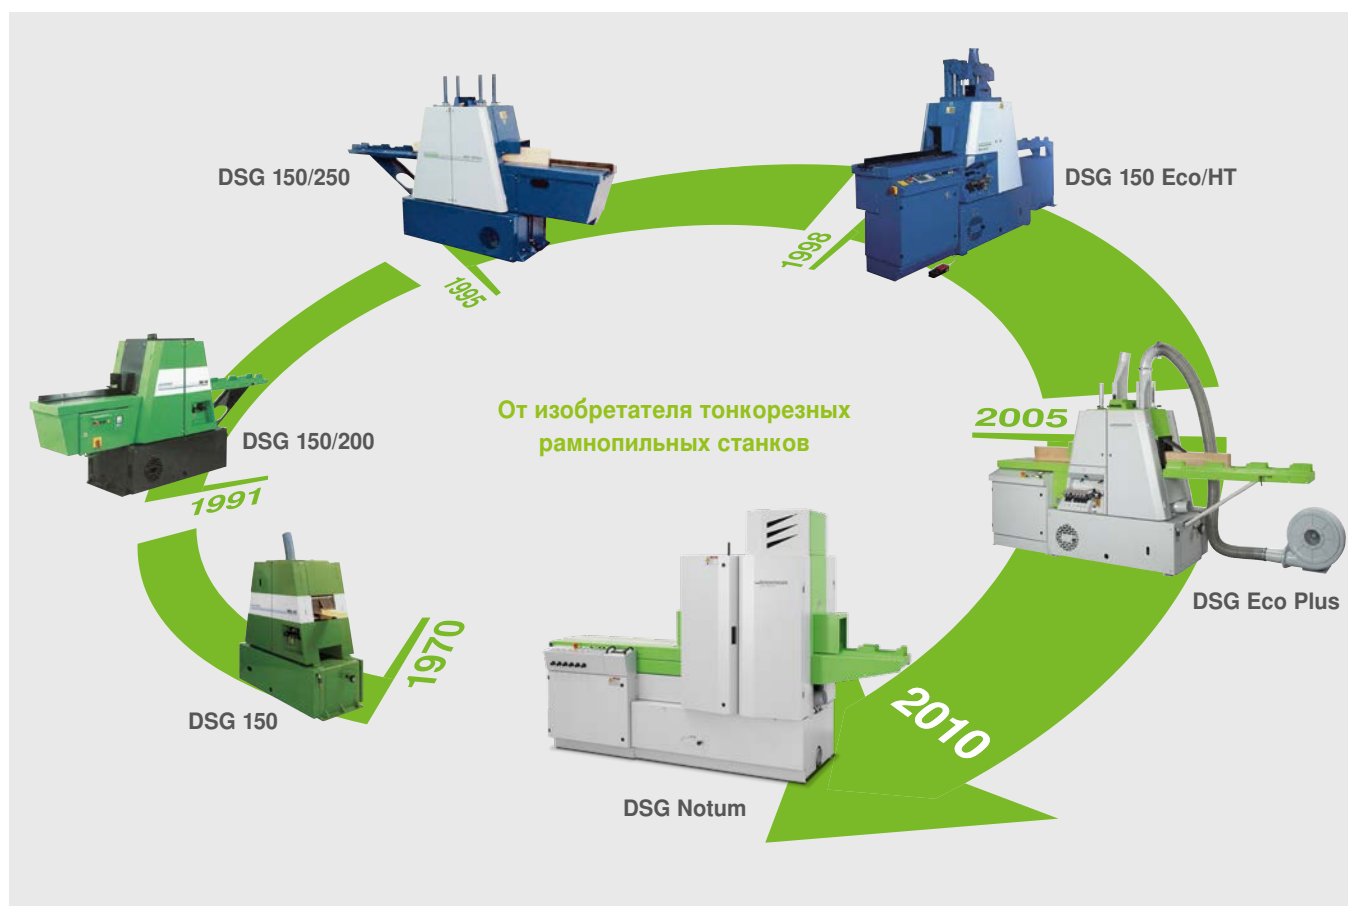 DSG 150/250
DSG 150 Eco/HT
1998
1995
От изобретателя тонкорезных
рамнопильных станков
2005
DSG 150/200
1991
DSG Eco Plus
1970
DSG 150
2010
DSG Notum